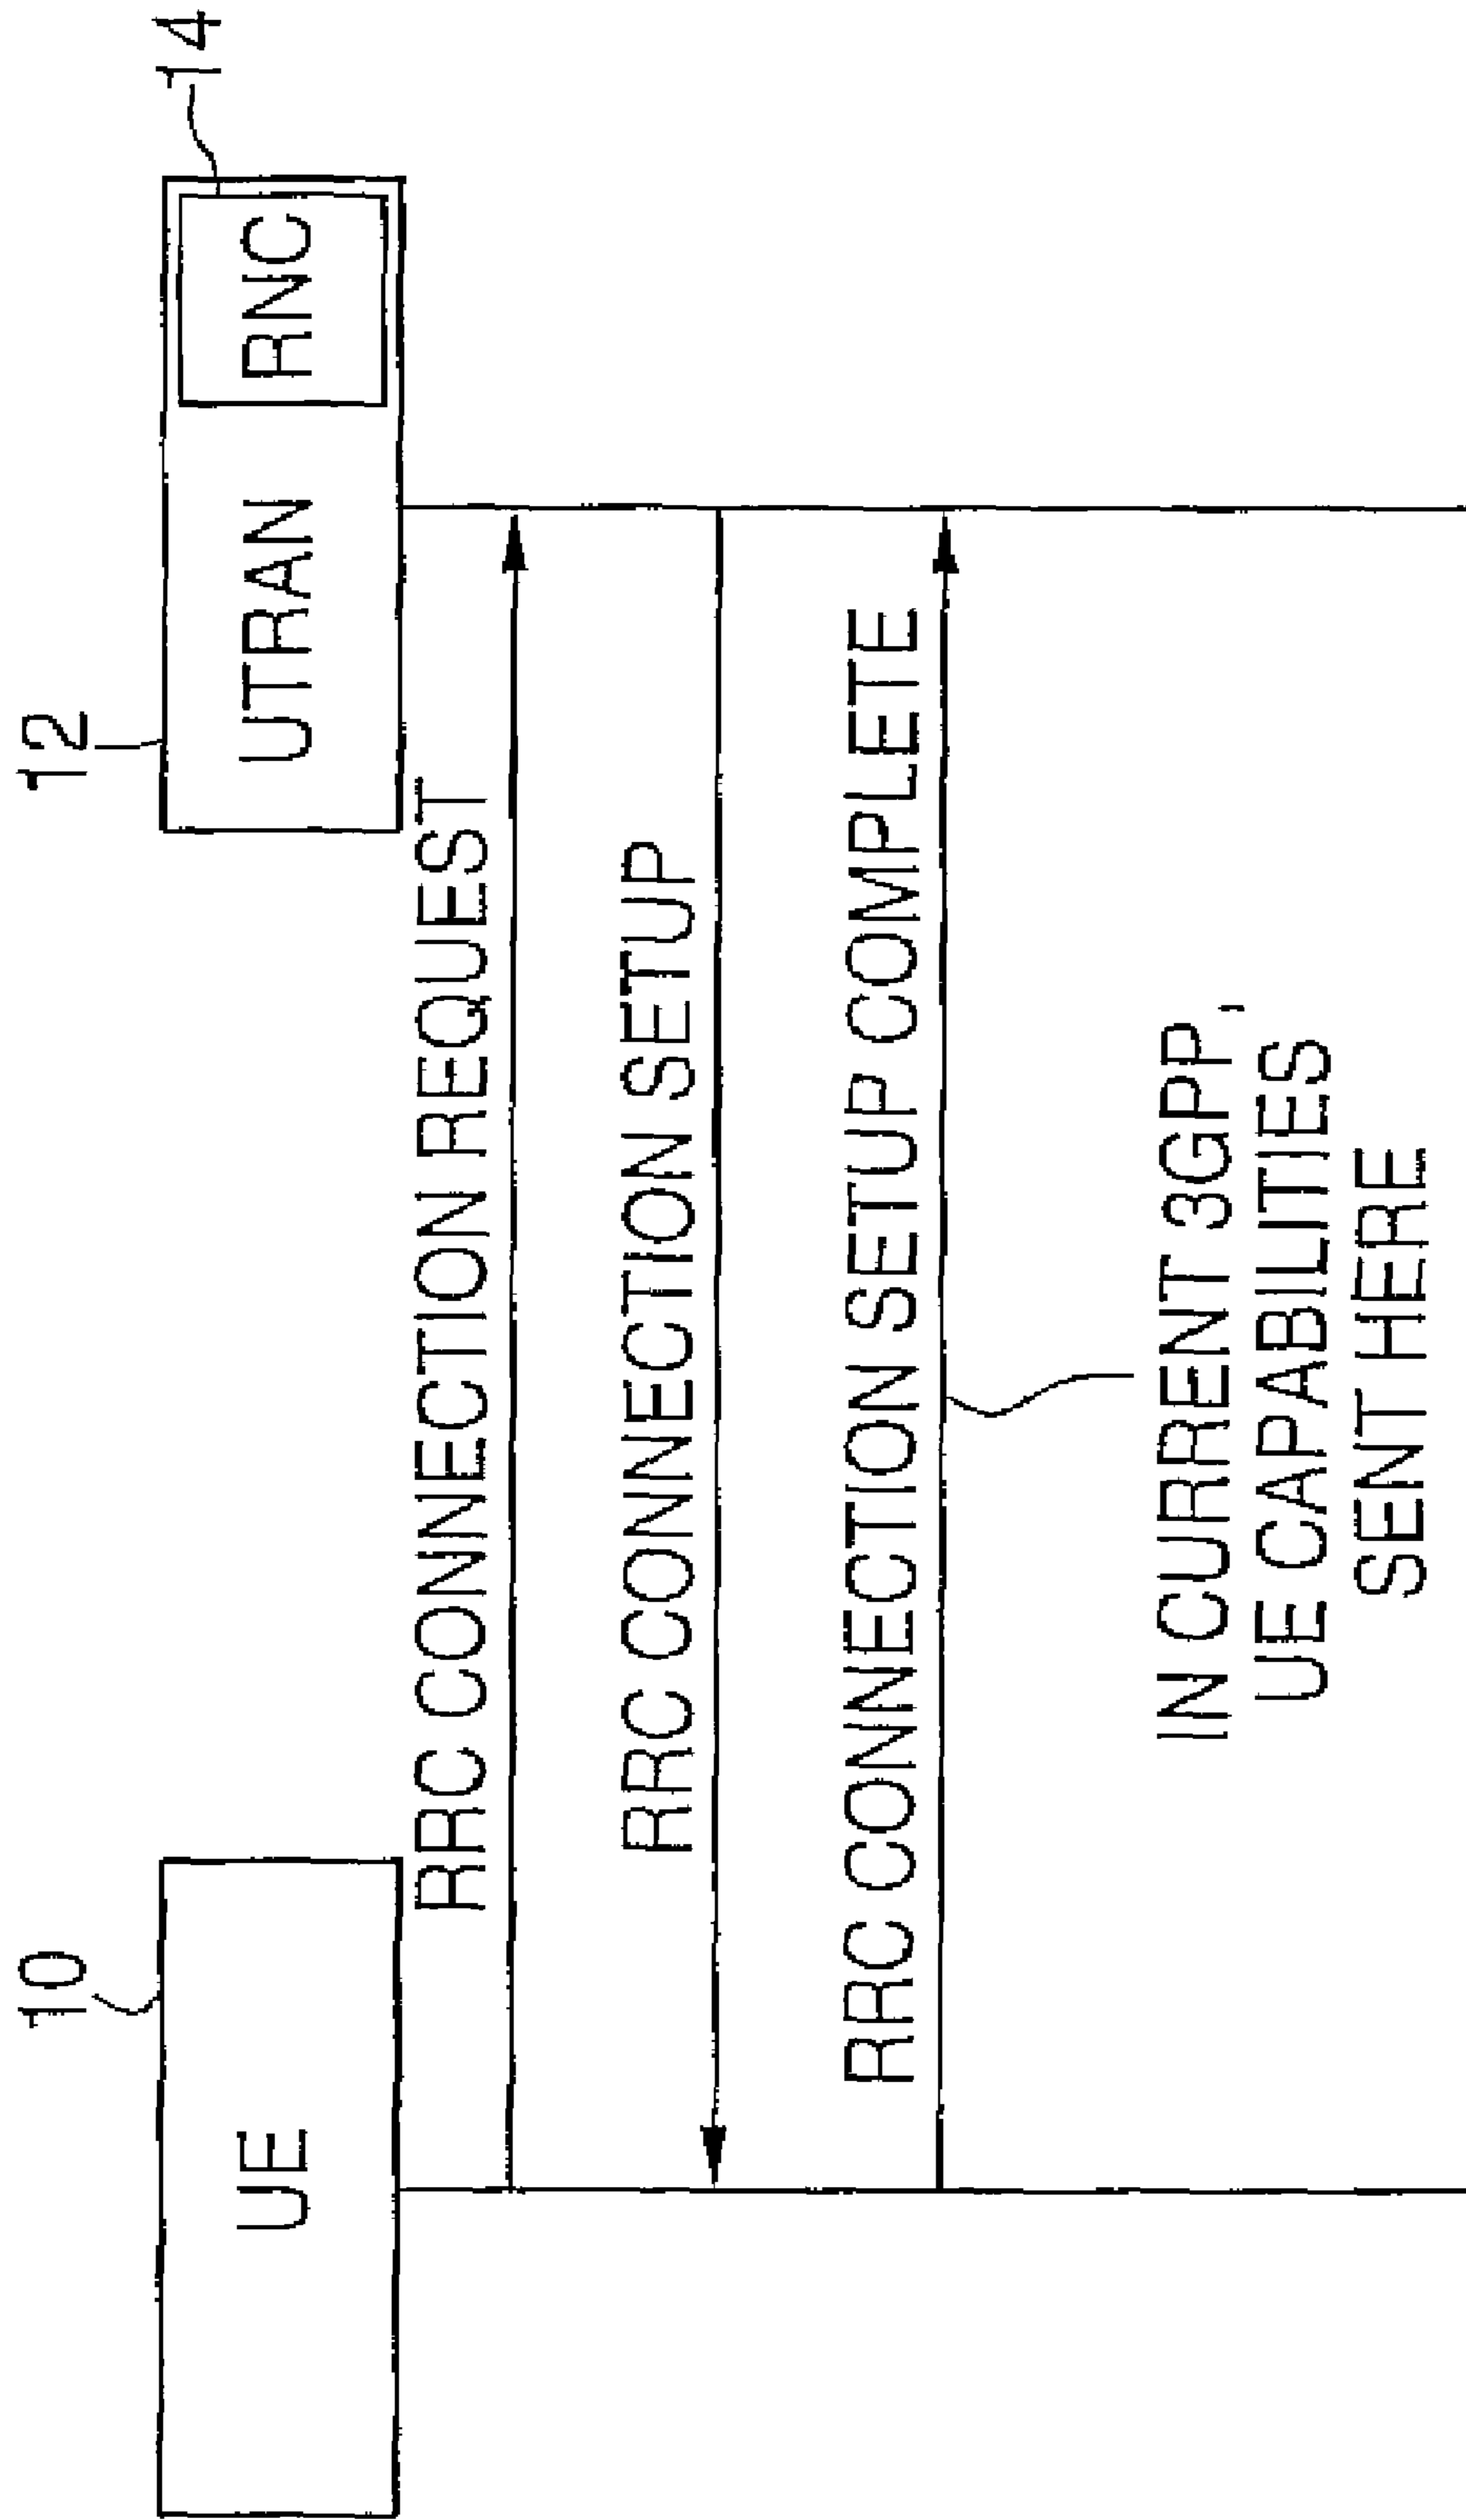 10
12
14
UE
UTRAN
RNC
RRC CONNECTION REQUEST
RRC CONNECTION SETUP
RRC CONNECTION SETUP COMPLETE
IN CURRENT 3GPP,
UE CAPABILITIES
SENT HERE